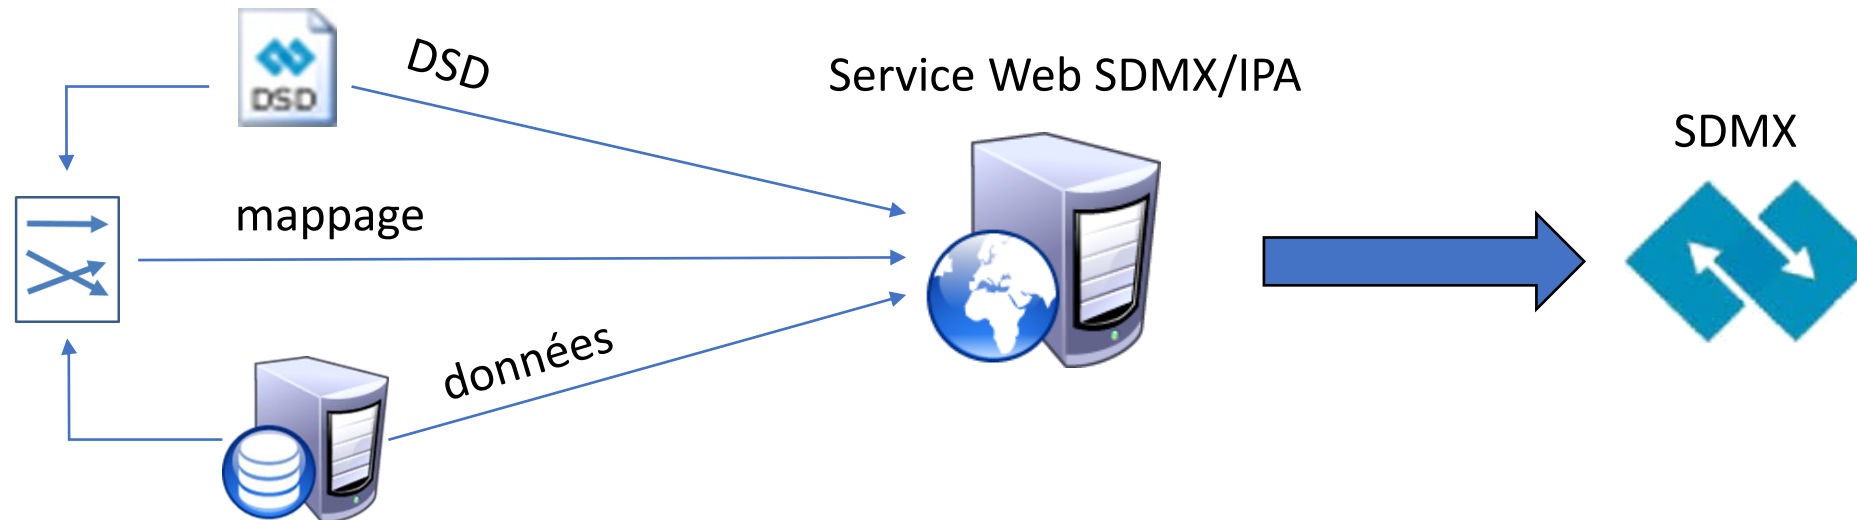 DSD
DSD
Service Web SDMX/IPA
SDMX
mappage
données